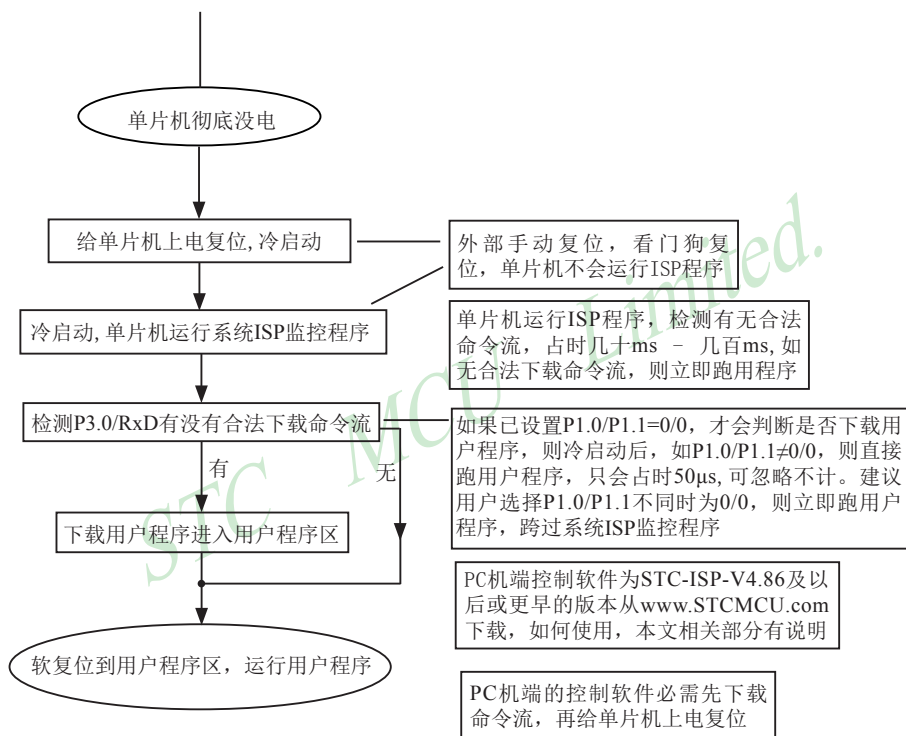 单片机彻底没电
给单片机上电复位,冷启动
外部手动复位，看门狗复
位，单片机不会运行ISP程序
冷启动,单片机运行系统ISP监控程序
单片机运行ISP程序，检测有无合法
命令流，占时几十ms - 几百ms,如
无合法下载命令流，则立即跑用程序
检测P3.0/RxD有没有合法下载命令流
如果已设置P1.0/P1.1=0/0，才会判断是否下载用
户程序，则冷启动后，如P1.0/P1.1≠0/0，则直接
跑用户程序，只会占时50μs,可忽略不计。建议
用户选择P1.0/P1.1不同时为0/0，则立即跑用户
程序，跨过系统ISP监控程序
有
无
下载用户程序进入用户程序区
PC机端控制软件为STC-ISP-V4.86及以
后或更早的版本从www.STCMCU.com
下载，如何使用，本文相关部分有说明
软复位到用户程序区，运行用户程序
PC机端的控制软件必需先下载
命令流，再给单片机上电复位
STC MCU Limited.